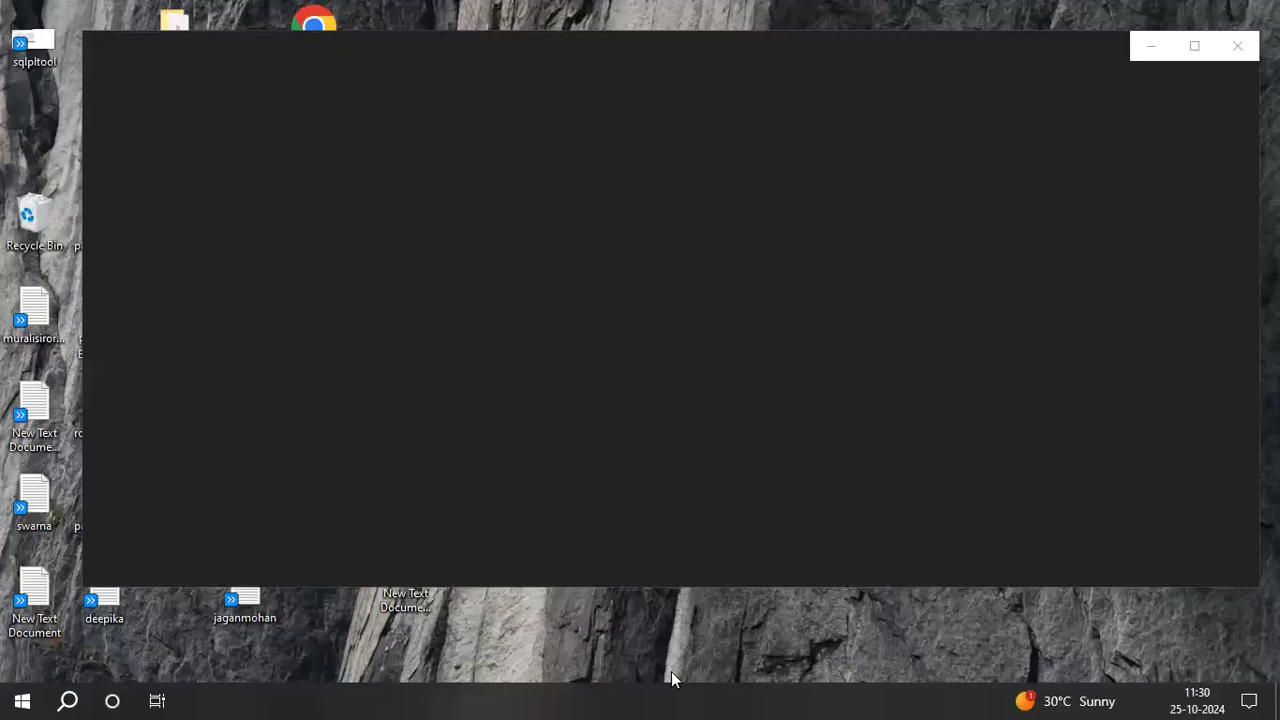 sqlpltool
Recycle Bin
muralisiror...
New Text
Docume...
swarna
New Text
Document
deepika
jaganmohan
New Text
Docume...
1
30°C Sunny
11:30
25-10-2024